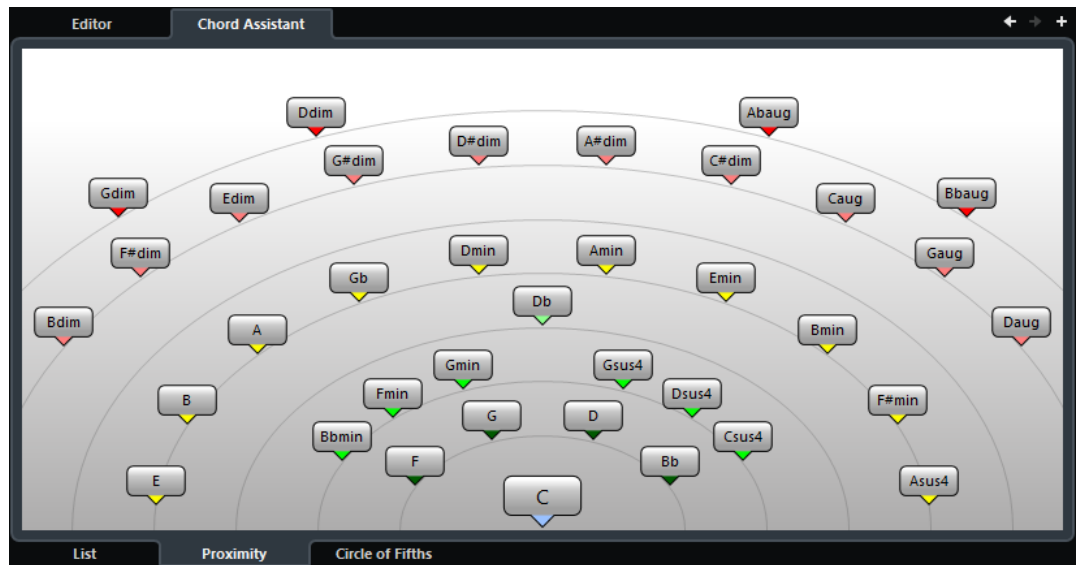 Editor Chord Assistant
Ddim Abaug
D#dim A#dim
G#dim C#dim
Gdim Edim Caug Bbaug
F#dim Dmin Amin Gaug
Gb Emin
Db
Bdim A Bmin Daug
Gmin Gsus4
Fmin Dsus4
B F#min
G D
Bbmin Csus4
F Bb
E Asus4
C
List Proximity Circle of Fifths